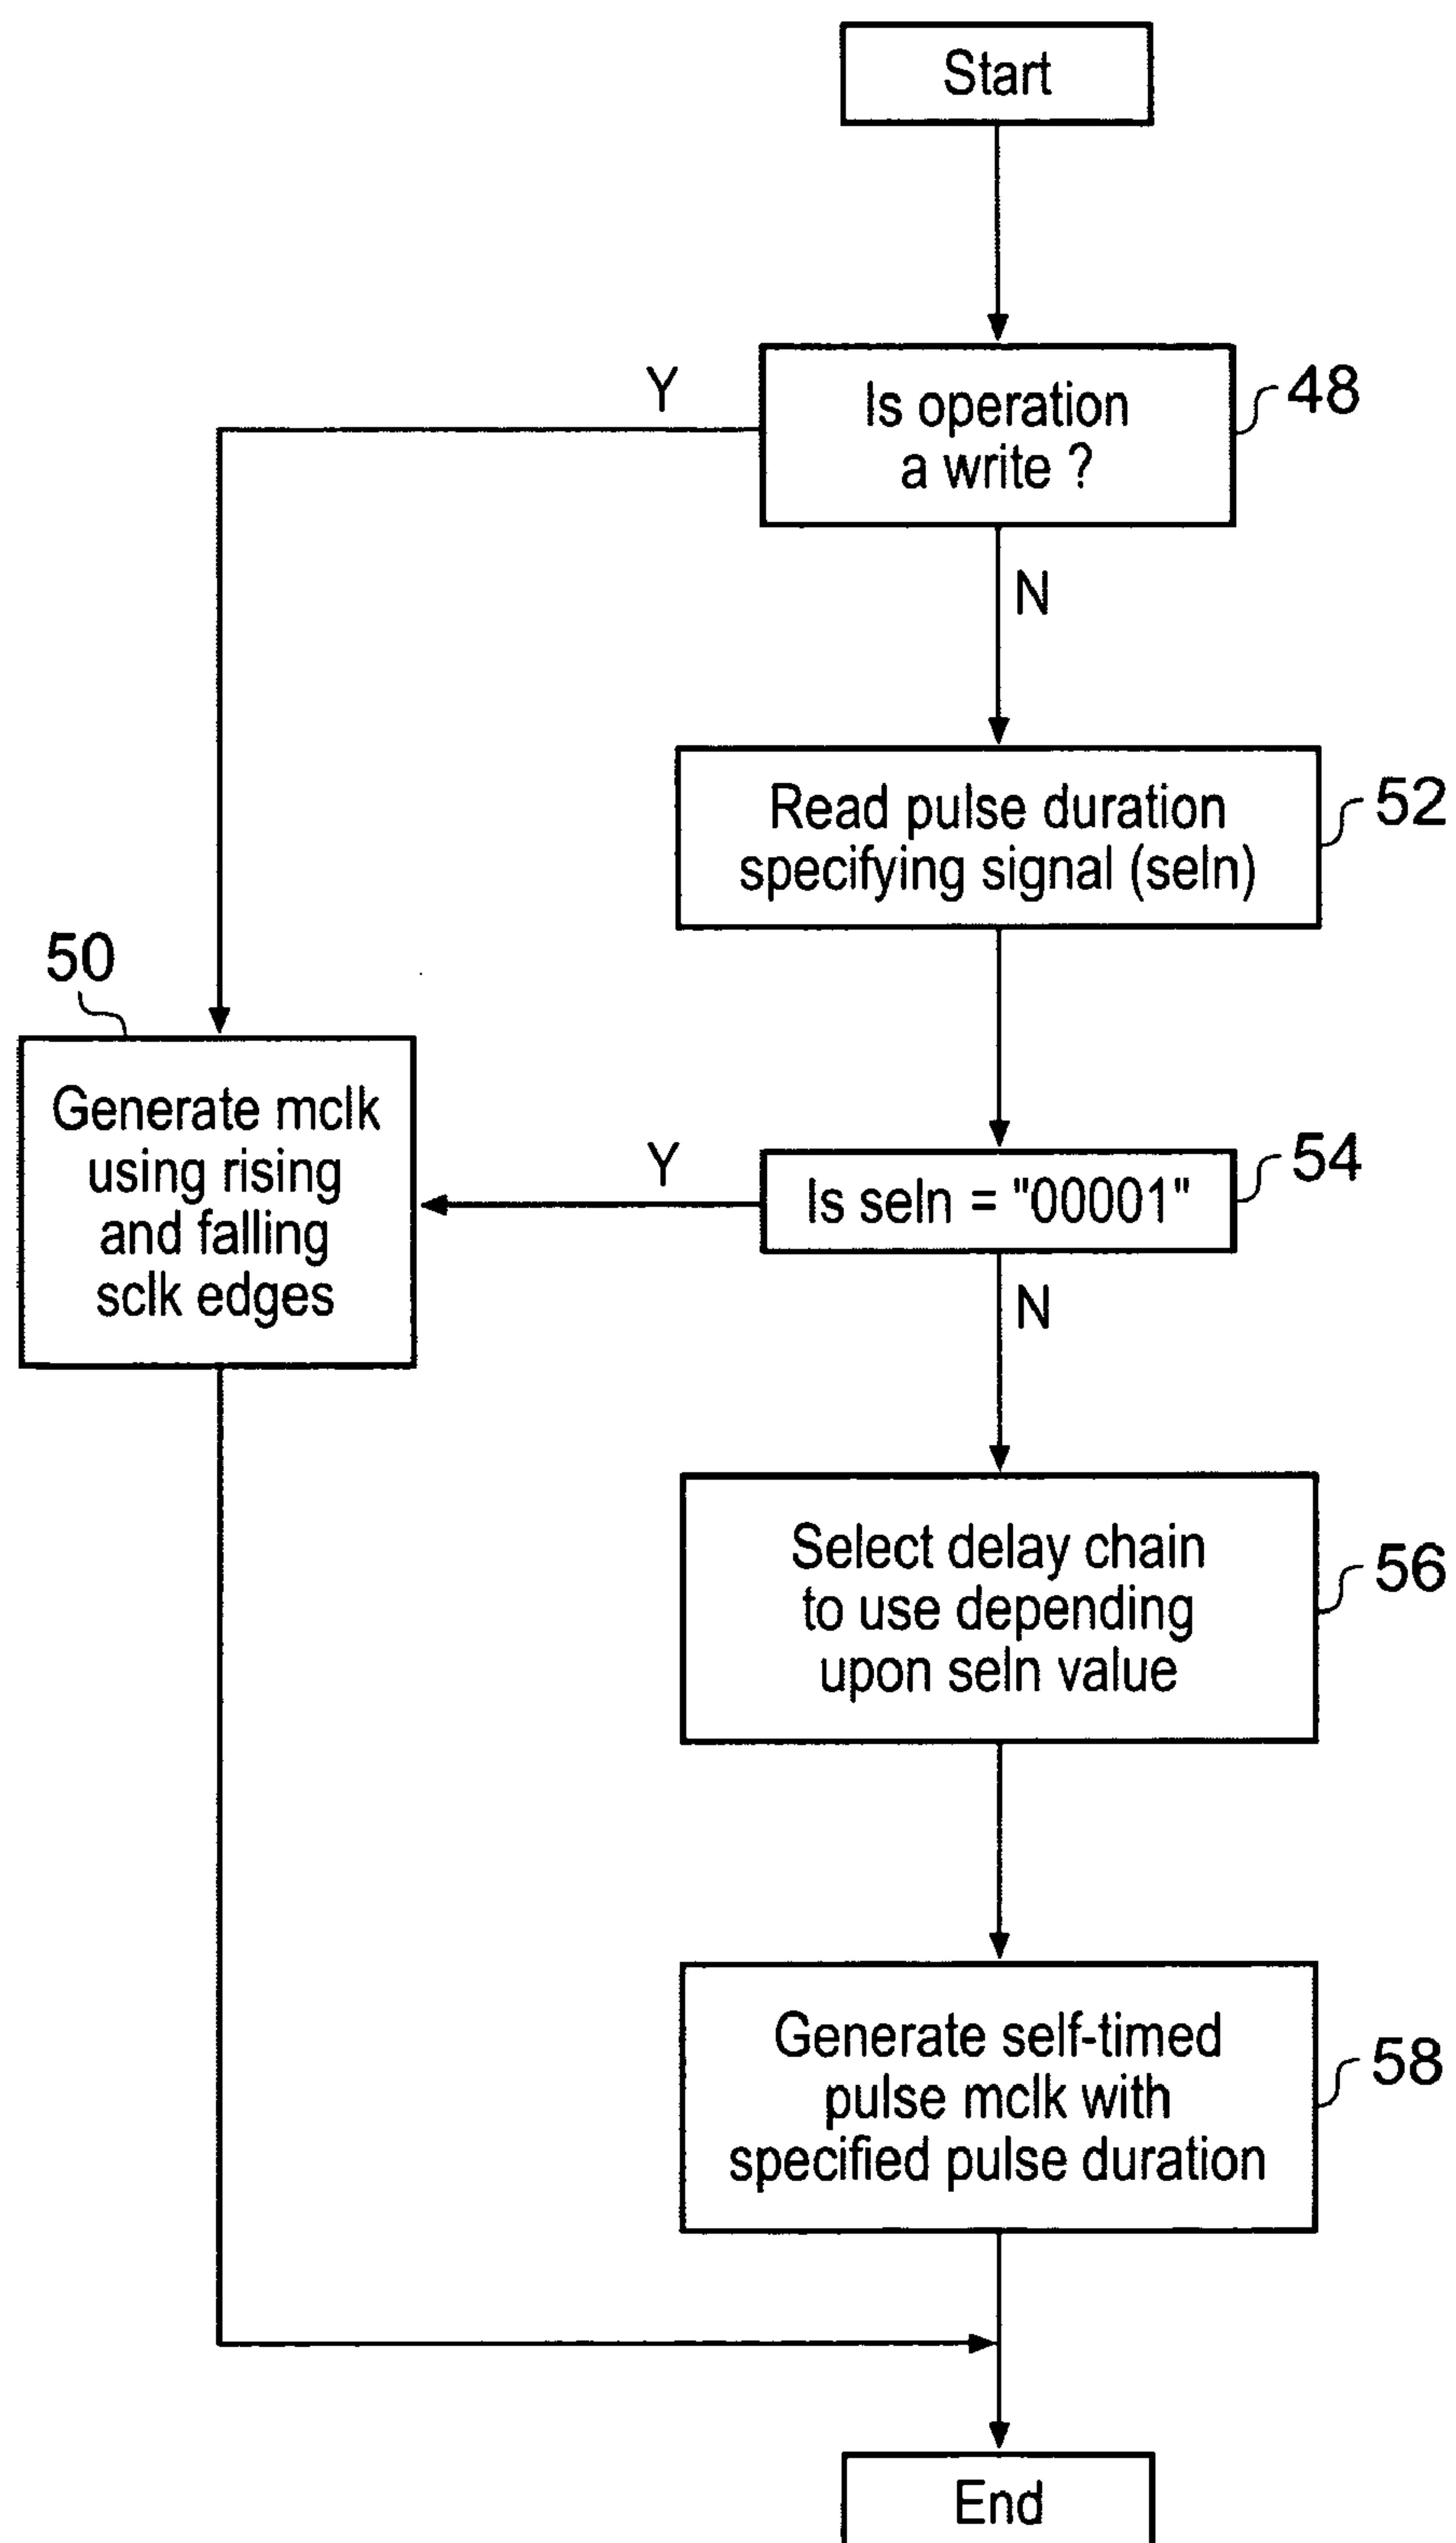 Start
Is operation
a write ?
48
Y
N
Read pulse duration
specifying signal (seln)
52
50
Generate mclk
using rising
and falling
sclk edges
Y
Is seln = "00001"
54
N
Select delay chain
to use depending
upon seln value
56
Generate self-timed
pulse mclk with
specified pulse duration
58
End